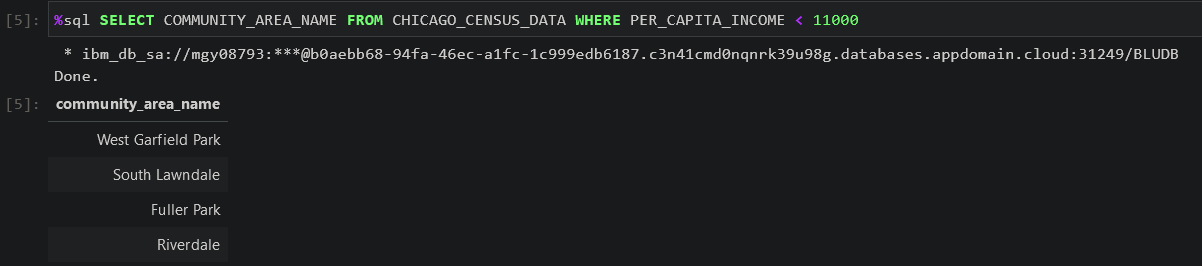 [5]: %sql SELECT COMMUNITY_AREA_NAME FROM CHICAGO_CENSUS_DATA WHERE PER_CAPITA_INCOME < 11000
* ibm_db_sa://mgy08793:***@b0aebb68-94fa-46ec-a1fc-1c999edb6187.c3n41cmd0nqnrk39u98g.databases.appdomain.cloud:31249/BLUDB
Done.
[5]: community_area_name
West Garfield Park
South Lawndale
Fuller Park
Riverdale